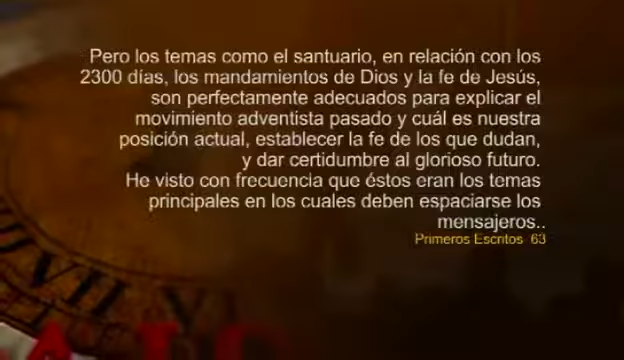 Pero los temas como el santuario, en relación con los
2300 días, los mandamientos de Dios y la fe de Jesús,
son perfectamente adecuados para explicar el
movimiento adventista pasado y cuál es nuestra
posición actual, establecer la fe de los que dudan,
y dar certidumbre al glorioso futuro.
He visto con frecuencia que éstos eran los temas
principales en los cuales deben espaciarse los
mensajeros..
Primeros Escritos 63
VII
VI